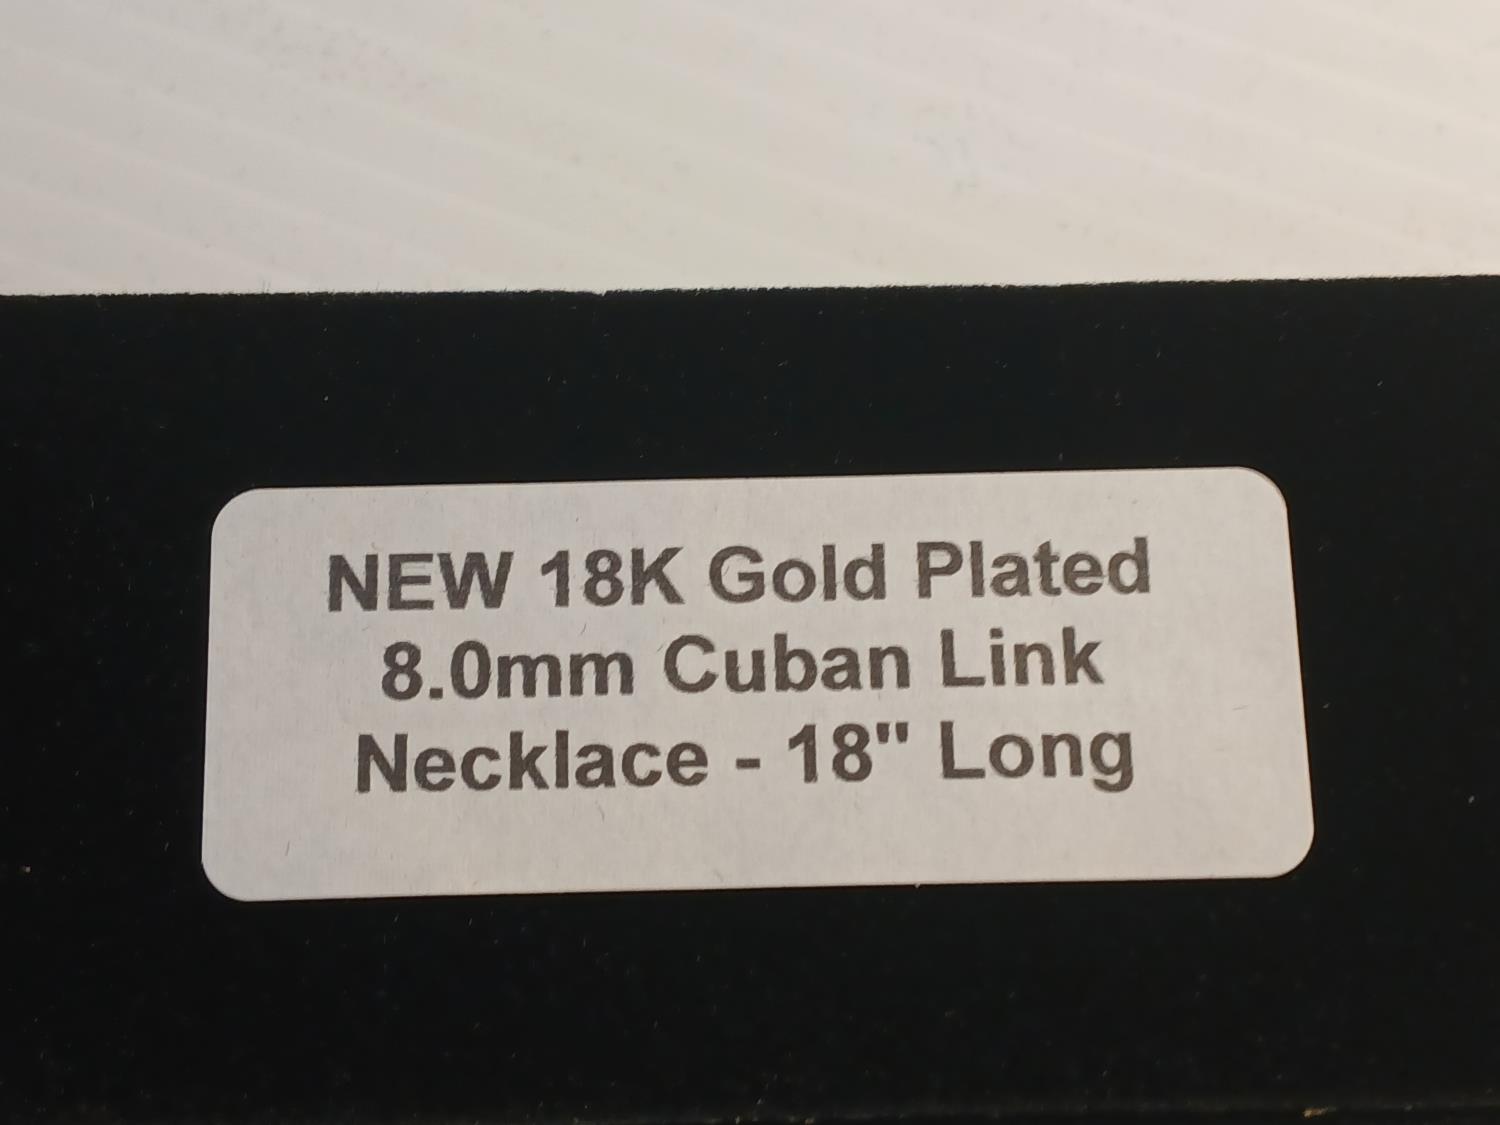 NEW 18K Gold Plated
8.0mm Cuban Link
Necklace - 18" Long